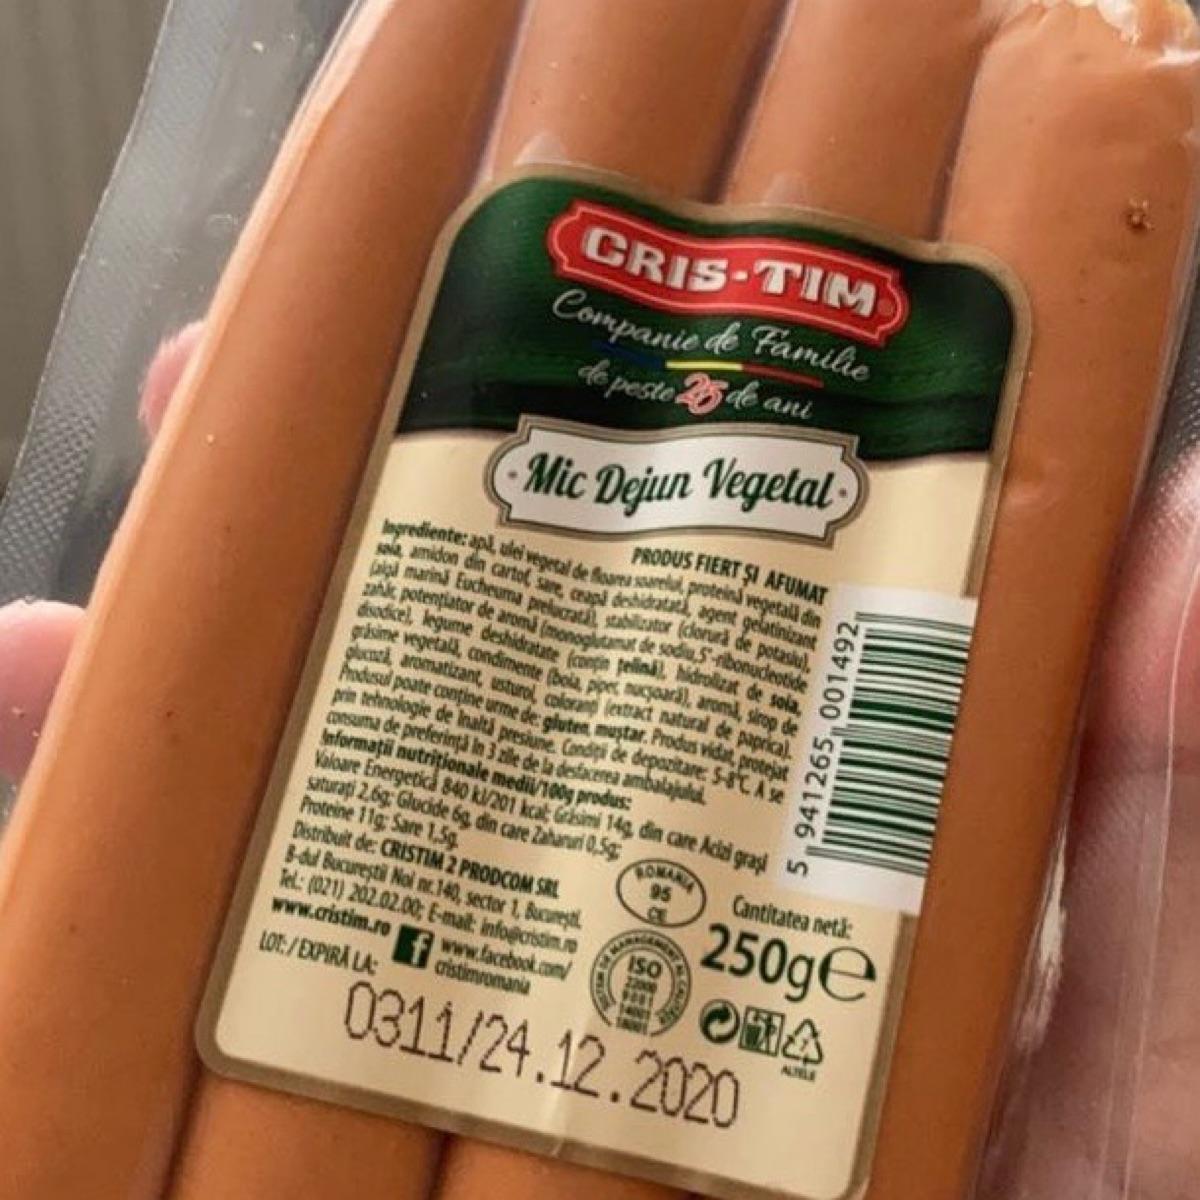 CRIS-TIM®
Companie de Familie
de peste 25 de ani
Mic Dejun Vegetal
PRODUS FIERT ȘI AFUMAT
Ingrediente: apă, ulei vegetal de floarea soarelui, proteină vegetală din
soia, amidon din cartof, sare, ceapă deshidratată, agent gelatinizant
(algă marină Eucheuma prelucrată), stabilizator (clorură de potasiu),
zahăr, potențiator de aromă (monoglutamat de sodiu, 5'-ribonucleotide
disodice), legume deshidratate (conțin țelină), hidrolizat de soia,
grăsime vegetală, condimente (boia, piper, nucșoară), aromă, sirop de
glucoză, aromatizant, usturoi, coloranți (extract natural de paprica).
Produsul poate conține urme de: gluten, muștar. Produs vidat, protejat
prin tehnologie de înaltă presiune. Condiții de depozitare: 5-8°C. A se
consuma de preferință în 3 zile de la desfacerea ambalajului.
Informații nutriționale medii/100g produs:
Valoare Energetică 840 kJ/201 kcal; Grăsimi 14g, din care Acizi grași
saturați 2,6g; Glucide 6g, din care Zaharuri 0,5g;
Proteine 11g; Sare 1,5g.
Distribuit de: CRISTIM 2 PRODCOM SRL
B-dul Bucureștii Noi nr.140, sector 1, București.
Tel.: (021) 202.02.00; E-mail: info@cristim.ro
www.cristim.ro
f www.facebook.com/
cristimromania
LOT: / EXPIRĂ LA:
0311/24.12.2020
ROMANIA
95
CE
ISO
22000
9001
14001
18001
Cantitatea netă:
250g e
ALTELE
5 941265 001492